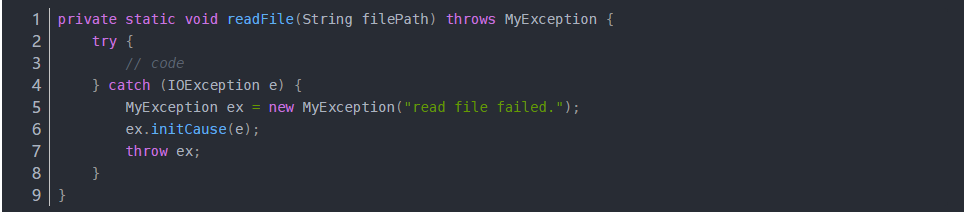 1 private static void readFile(String filePath) throws MyException {
2     try {
3         // code
4     } catch (IOException e) {
5         MyException ex = new MyException("read file failed.");
6         ex.initCause(e);
7         throw ex;
8     }
9 }